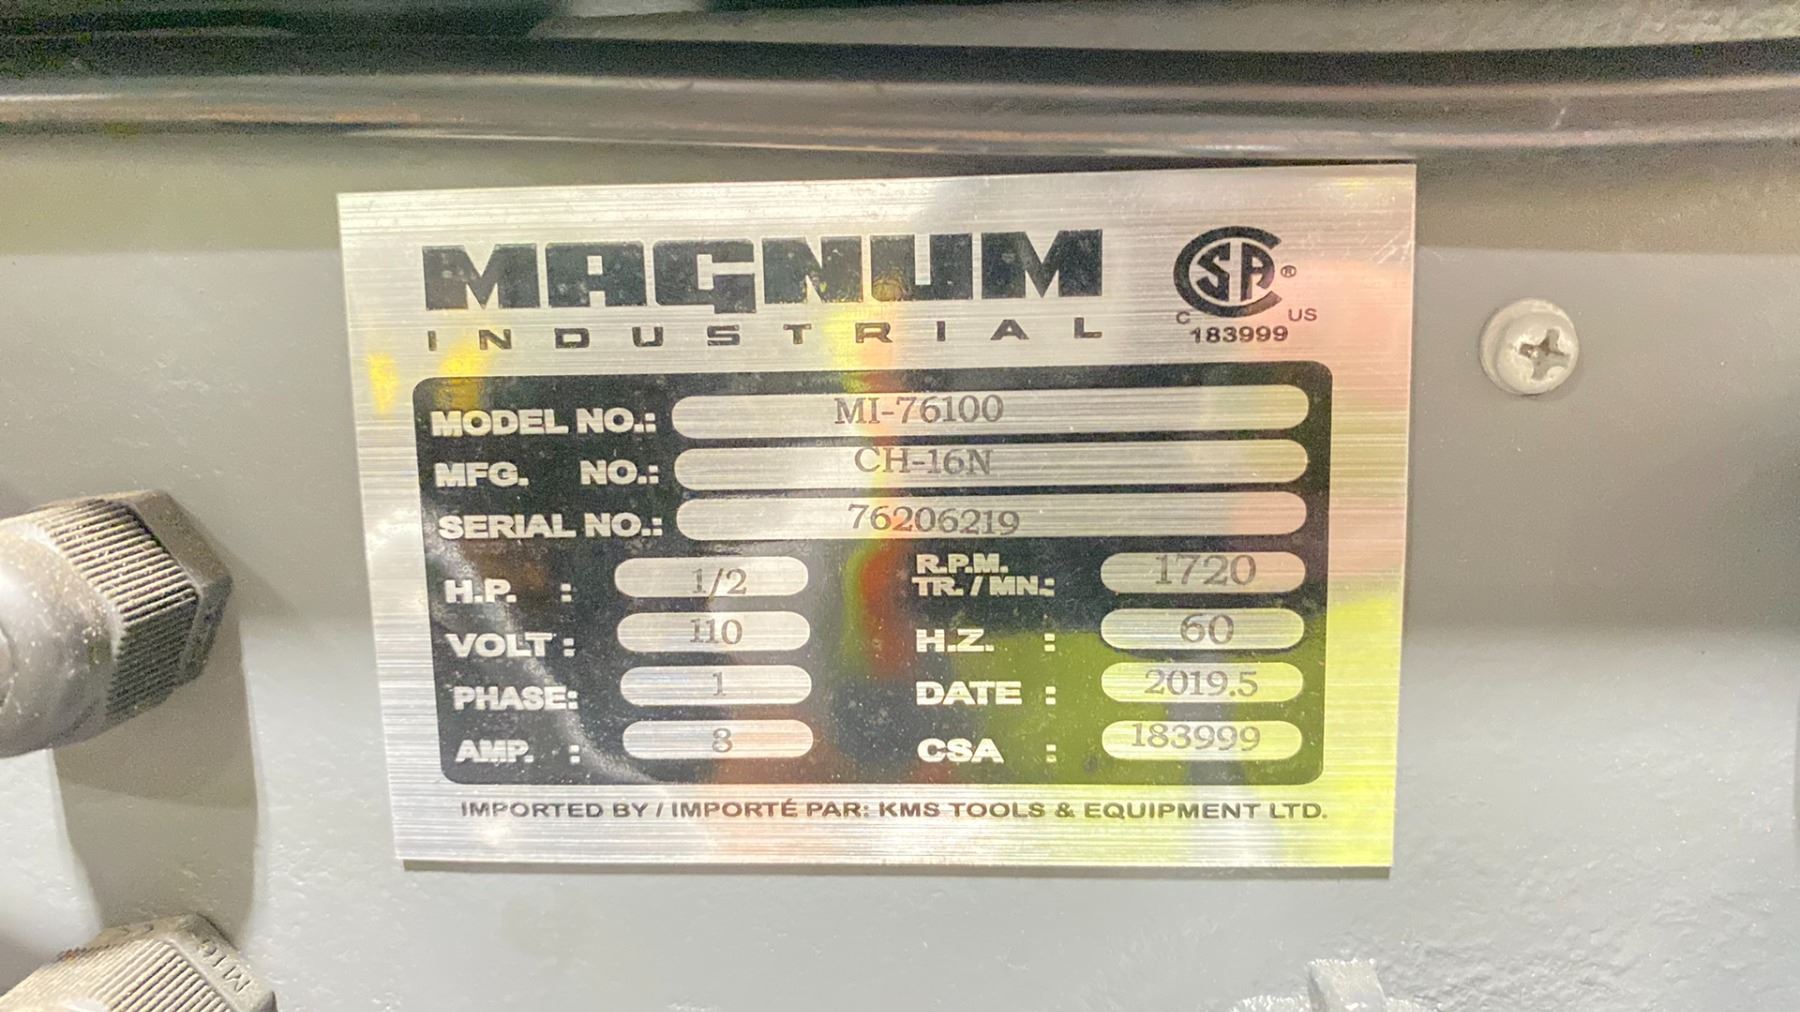 MAGNUM
INDUSTRIAL
CSA®
C US
183999
MODEL NO.: MI-76100
MFG. NO.: CH-16N
SERIAL NO.: 76206219
H.P. : 1/2 R.P.M. TR./MN.: 1720
VOLT : 110 H.Z. : 60
PHASE: 1 DATE : 2019.5
AMP. : 8 CSA : 183999
IMPORTED BY / IMPORTÉ PAR: KMS TOOLS & EQUIPMENT LTD.